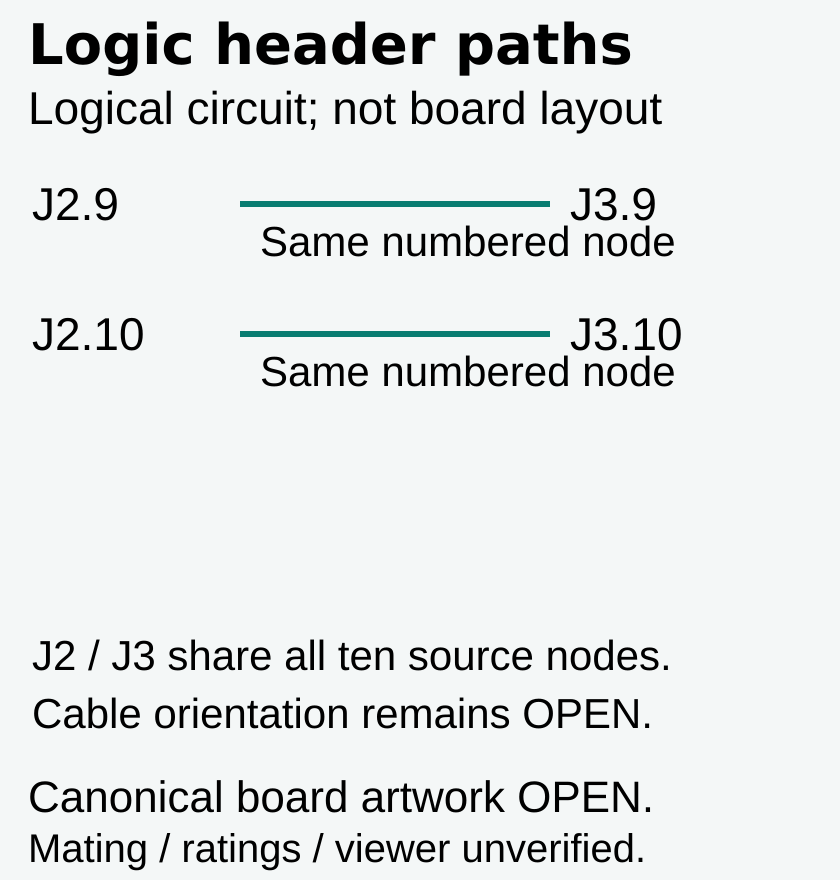 Logic header paths
Logical circuit; not board layout
J2.9 J3.9
Same numbered node
J2.10 J3.10
Same numbered node
J2 / J3 share all ten source nodes.
Cable orientation remains OPEN.
Canonical board artwork OPEN.
Mating / ratings / viewer unverified.